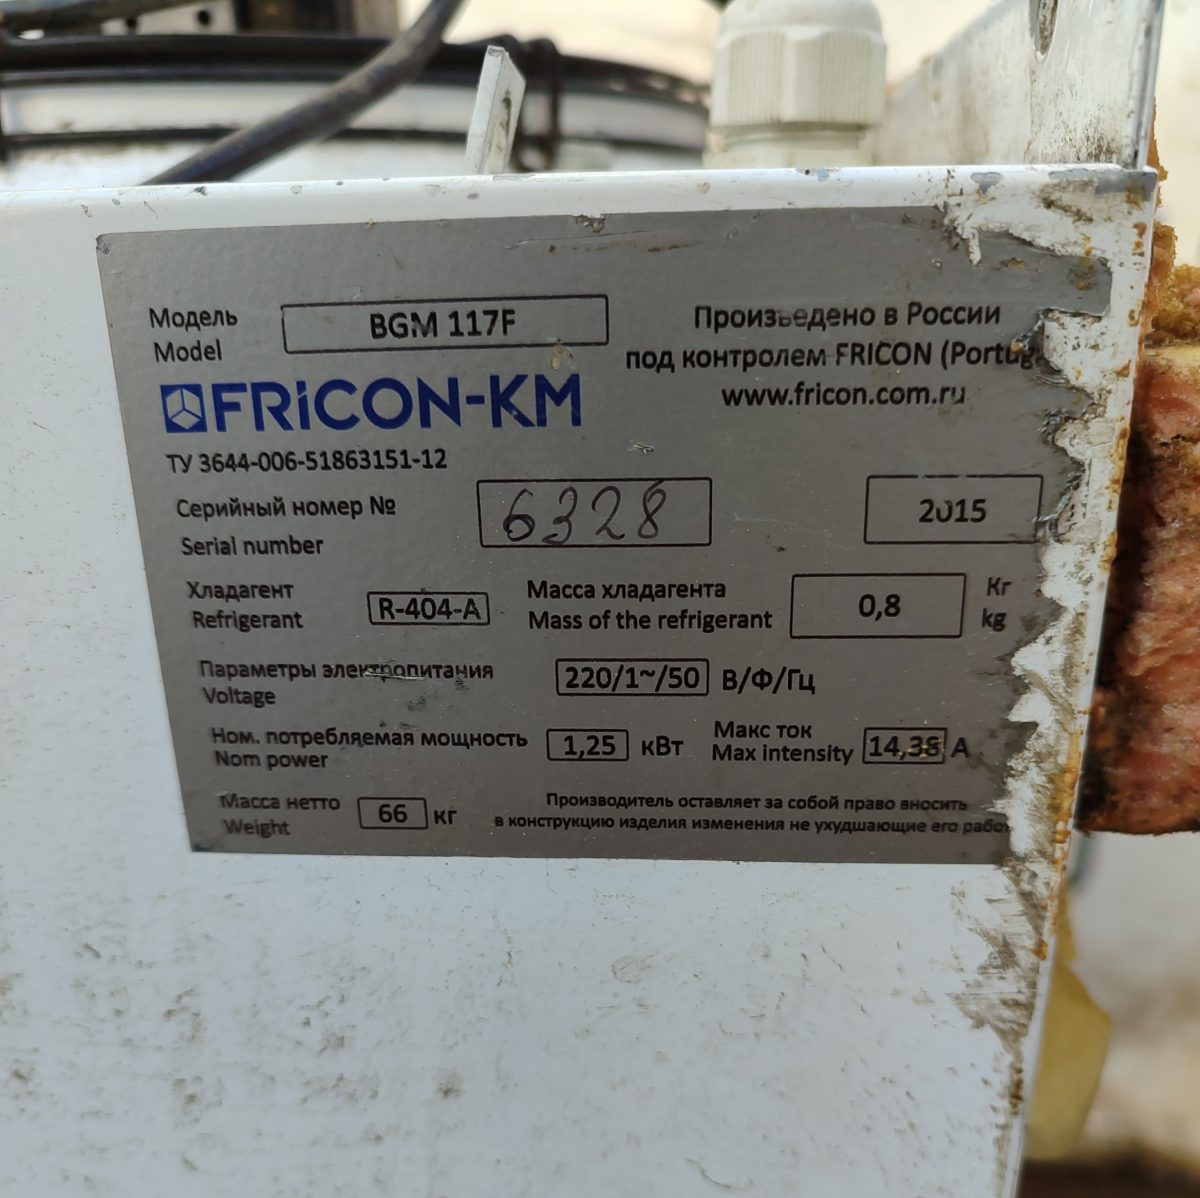 Модель
Model
BGM 117F
Произведено в России
под контролем FRICON
www.fricon.com.ru
FRICON-KM
ТУ 3644-006-51863151-12
Серийный номер №
Serial number
6328
2015
Хладагент
Refrigerant
R-404-A
Масса хладагента
Mass of the refrigerant
0,8
Кг
kg
Параметры электропитания
Voltage
220/1~/50 В/Ф/Гц
Ном. потребляемая мощность
Nom power
1,25 кВт
Макс ток
Max intensity
14,38 А
Масса нетто
Weight
66 кг
Производитель оставляет за собой право вносить
в конструкцию изделия изменения не ухудшающие его